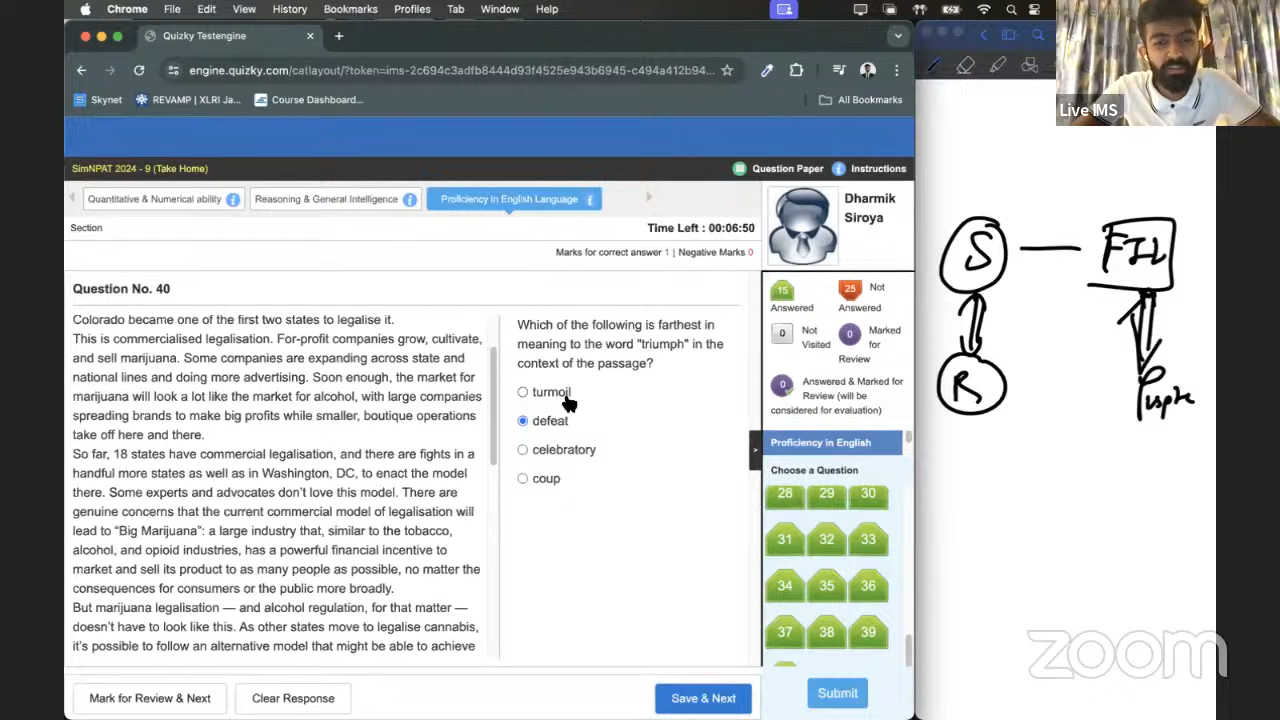 Chrome File Edit View History Bookmarks Profiles Tab Window Help
Quizky Testengine
engine.quizky.com/catlayout/?token=ims-2c694c3adfb8444d93f4525e943b6945-c494a412b94...
Skynet REVAMP | XLRI Ja... Course Dashboard... All Bookmarks
Live IMS
SimNPAT 2024 - 9 (Take Home) Question Paper Instructions
Quantitative & Numerical ability Reasoning & General Intelligence Proficiency in English Language
Dharmik
Siroya
Section Time Left : 00:06:50
Marks for correct answer 1 | Negative Marks 0
Question No. 40
Colorado became one of the first two states to legalise it.
This is commercialised legalisation. For-profit companies grow, cultivate,
and sell marijuana. Some companies are expanding across state and
national lines and doing more advertising. Soon enough, the market for
marijuana will look a lot like the market for alcohol, with large companies
spreading brands to make big profits while smaller, boutique operations
take off here and there.
So far, 18 states have commercial legalisation, and there are fights in a
handful more states as well as in Washington, DC, to enact the model
there. Some experts and advocates don't love this model. There are
genuine concerns that the current commercial model of legalisation will
lead to "Big Marijuana": a large industry that, similar to the tobacco,
alcohol, and opioid industries, has a powerful financial incentive to
market and sell its product to as many people as possible, no matter the
consequences for consumers or the public more broadly.
But marijuana legalisation — and alcohol regulation, for that matter —
doesn't have to look like this. As other states move to legalise cannabis,
it's possible to follow an alternative model that might be able to achieve
Which of the following is farthest in
meaning to the word "triumph" in the
context of the passage?
turmoil
defeat
celebratory
coup
15 Answered 25 Not Answered
0 Not Visited 0 Marked for Review
0 Answered & Marked for
Review (will be
considered for evaluation)
Proficiency in English
Choose a Question
28 29 30
31 32 33
34 35 36
37 38 39
Mark for Review & Next Clear Response Save & Next Submit
S FIL
R
zoom